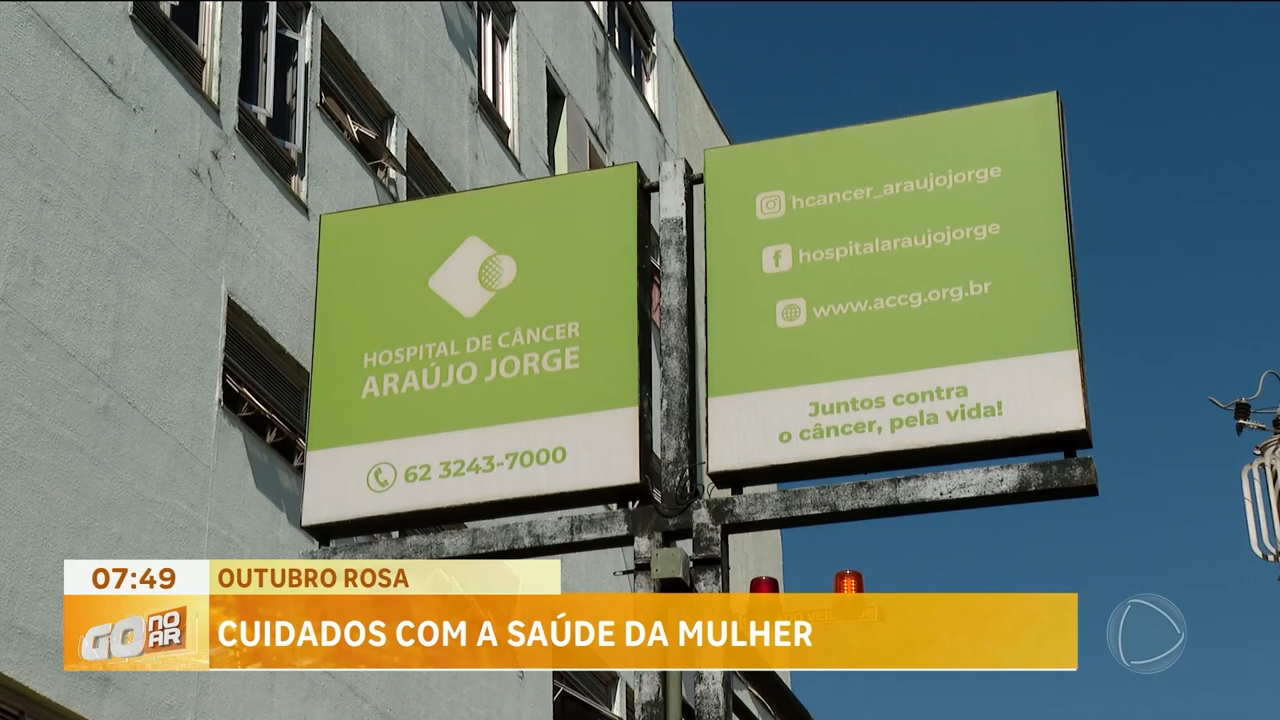 HOSPITAL DE CÂNCER
ARAÚJO JORGE
62 3243-7000
hcancer_araujojorge
hospitalaraujojorge
www.accg.org.br
Juntos contra
o câncer, pela vida!
07:49
OUTUBRO ROSA
GO
NO
AR
CUIDADOS COM A SAÚDE DA MULHER